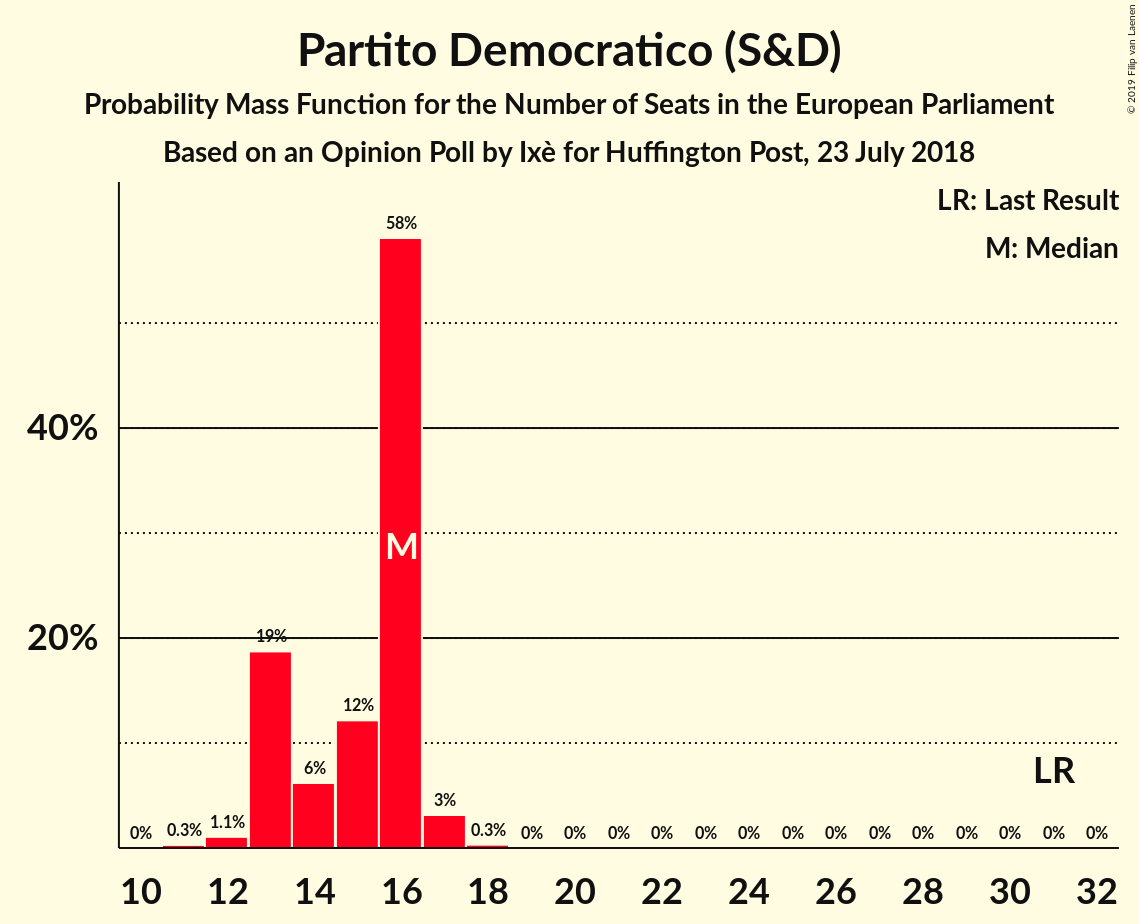 Partito Democratico (S&D)
Probability Mass Function for the Number of Seats in the European Parliament
Based on an Opinion Poll by Ixè for Huffington Post, 23 July 2018
© 2019 Filip van Laenen
LR: Last Result
M: Median
40%
20%
0% 0.3% 1.1% 19% 6% 12% 58% 3% 0.3% 0% 0% 0% 0% 0% 0% 0% 0% 0% 0% 0% 0% 0% 0%
M
LR
10 12 14 16 18 20 22 24 26 28 30 32